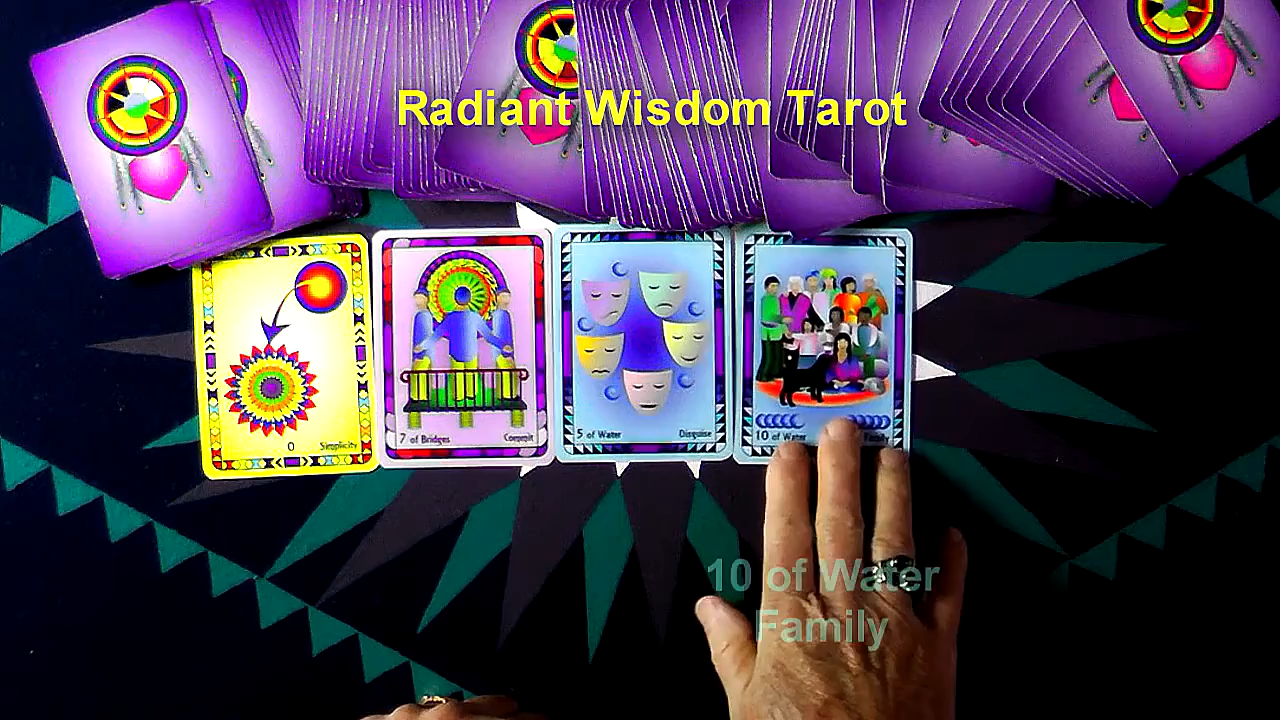 Radiant Wisdom Tarot
0 Simplicity
7 of Bridges Commit
5 of Water Disguise
10 of Water Family
10 of Water
Family